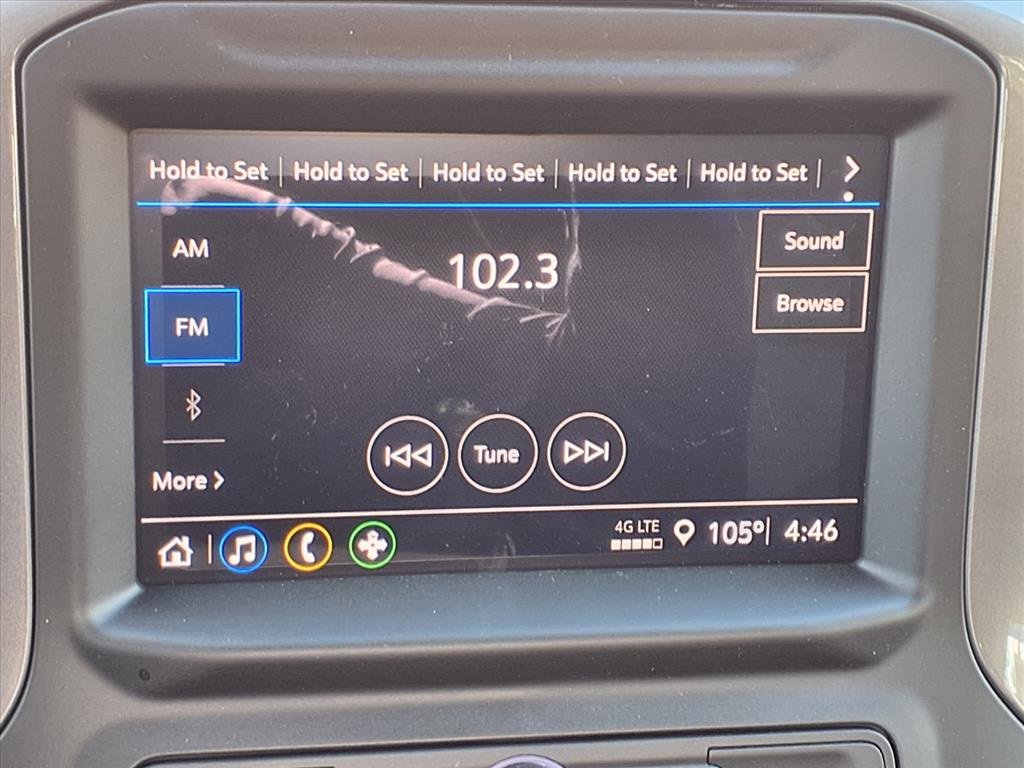 Hold to Set | Hold to Set | Hold to Set | Hold to Set | Hold to Set |
AM
102.3
Sound
FM
Browse
Tune
More >
4G LTE
105° | 4:46